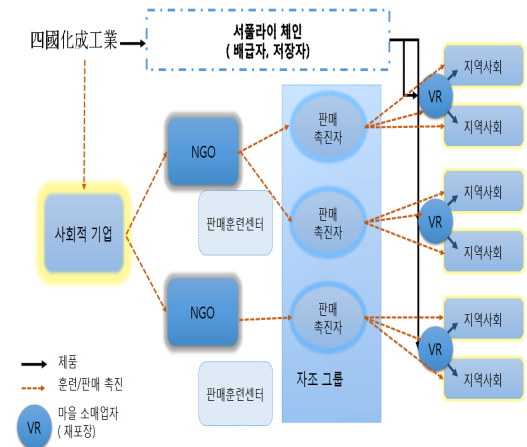 四國化成工業
서플라이 체인
( 배급자, 저장자)
지역사회
VR
지역사회
판매
촉진자
NGO
판매훈련센터
사회적 기업
판매
촉진자
지역사회
VR
지역사회
NGO
판매
촉진자
지역사회
VR
지역사회
판매훈련센터
자조 그룹
제품
훈련/판매 촉진
VR
마을 소매업자
( 재포장)